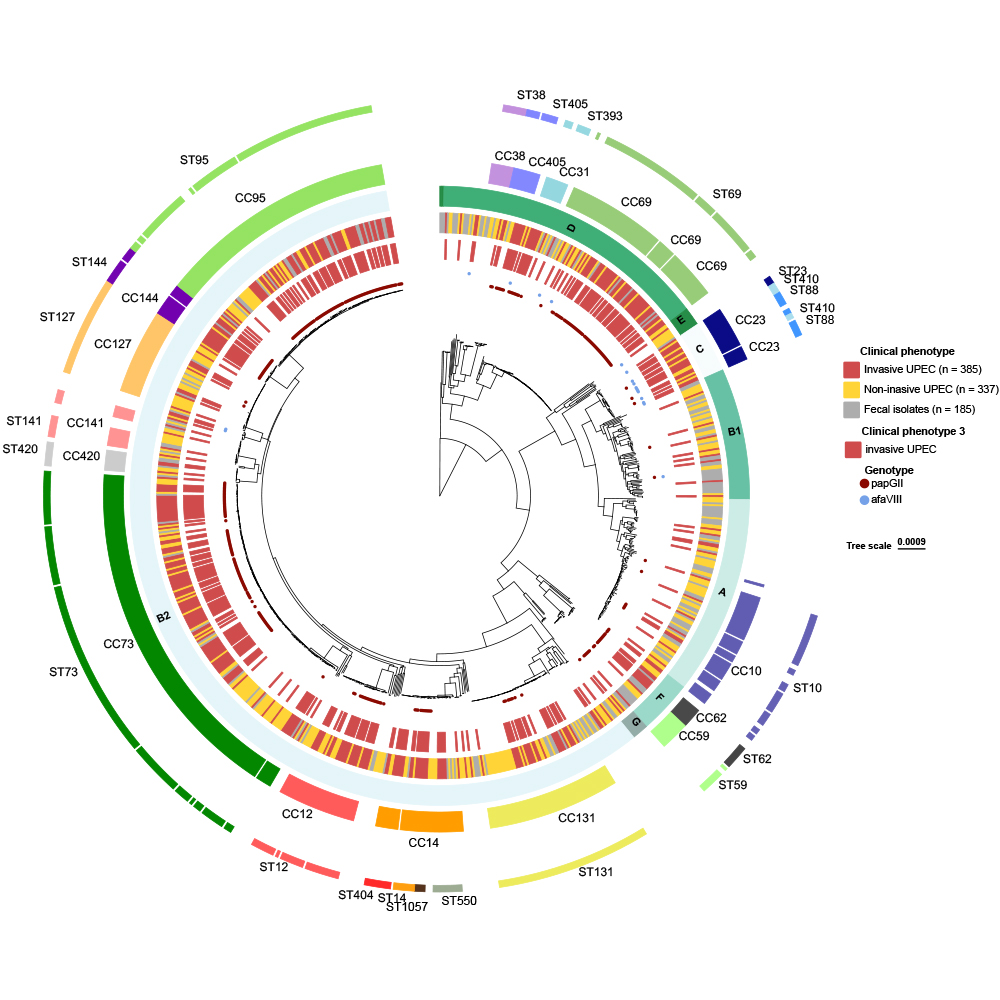 ST38
ST405
ST393
ST69
ST95
CC38
CC405
CC31
CC69
CC69
CC69
CC95
D
E
ST144
ST127
CC144
CC127
ST23
ST410
ST88
ST410
ST88
CC23
CC23
C
B1
ST141
ST420
CC141
CC420
Clinical phenotype
Invasive UPEC (n = 385)
Non-inasive UPEC (n = 337)
Fecal isolates (n = 185)
Clinical phenotype 3
invasive UPEC
Genotype
papGII
afaVIII
Tree scale 0.0009
A
B2
CC73
ST73
F
G
CC10
CC62
CC59
ST10
ST62
ST59
CC12
CC14
CC131
ST12
ST404
ST14
ST1057
ST550
ST131